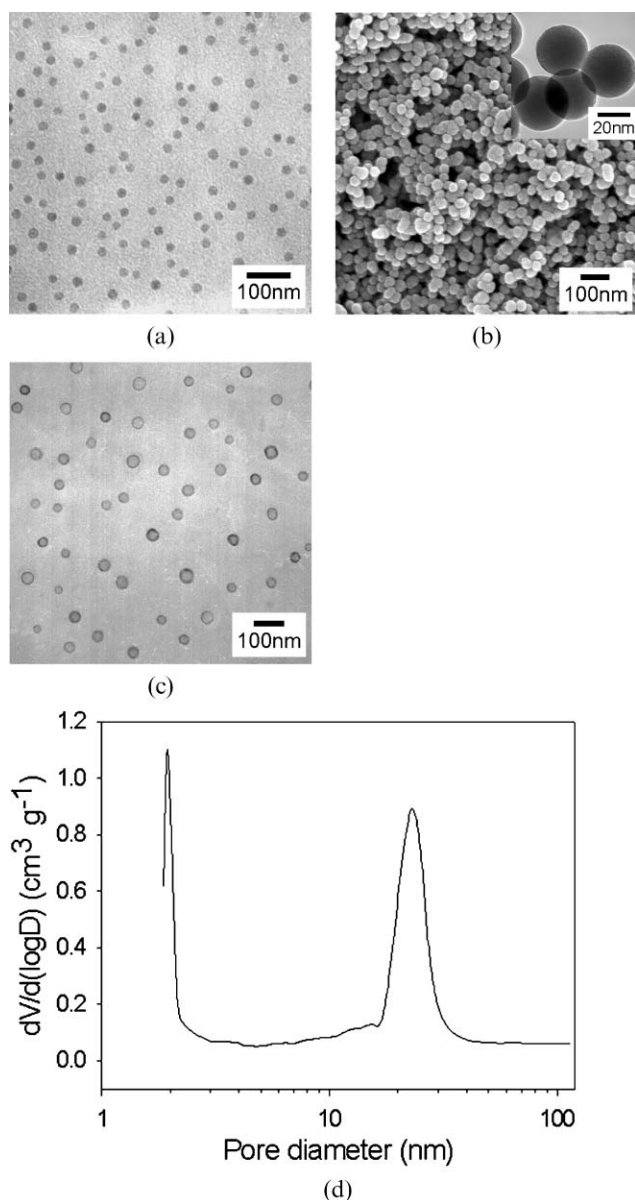 100nm
(a)
20nm
100nm
(b)
100nm
(c)
1.2
1.0
0.8
0.6
0.4
0.2
0.0
dV/d(logD) (cm³ g⁻¹)
1
10
100
Pore diameter (nm)
(d)